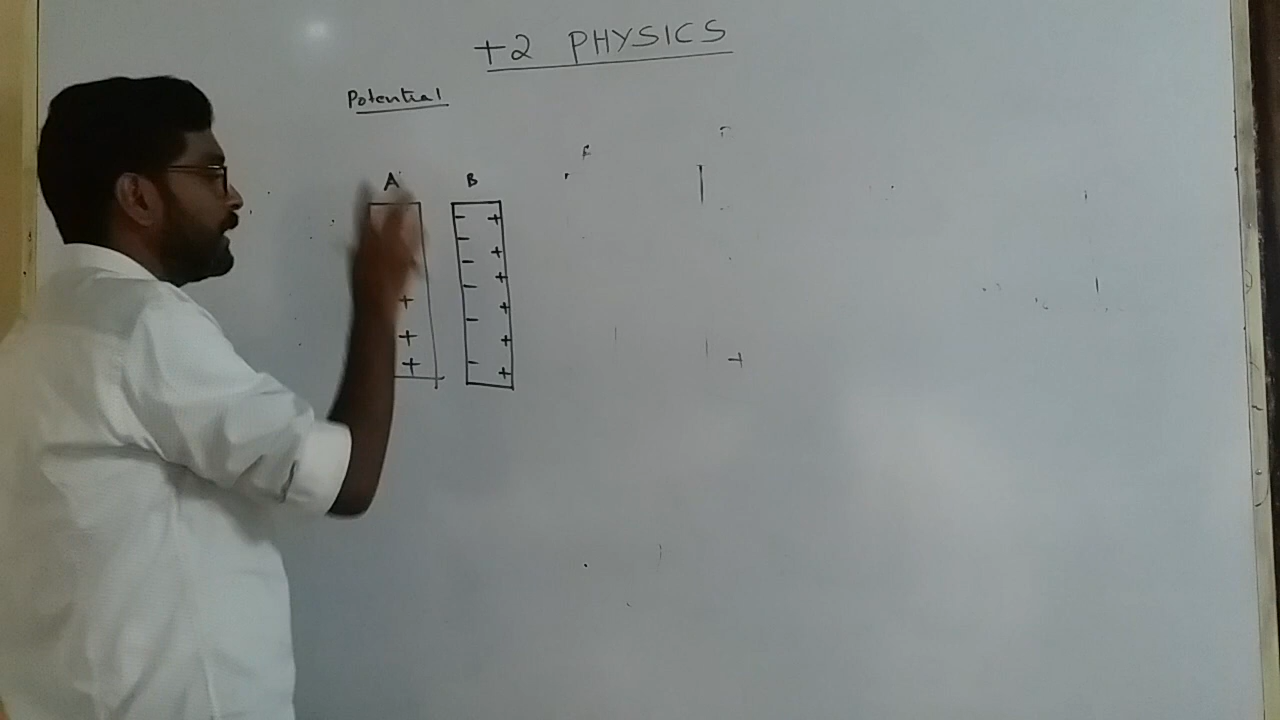 +2 PHYSICS
Potential
A B
- +
- +
- +
+ - +
+ - +
+ - +
+